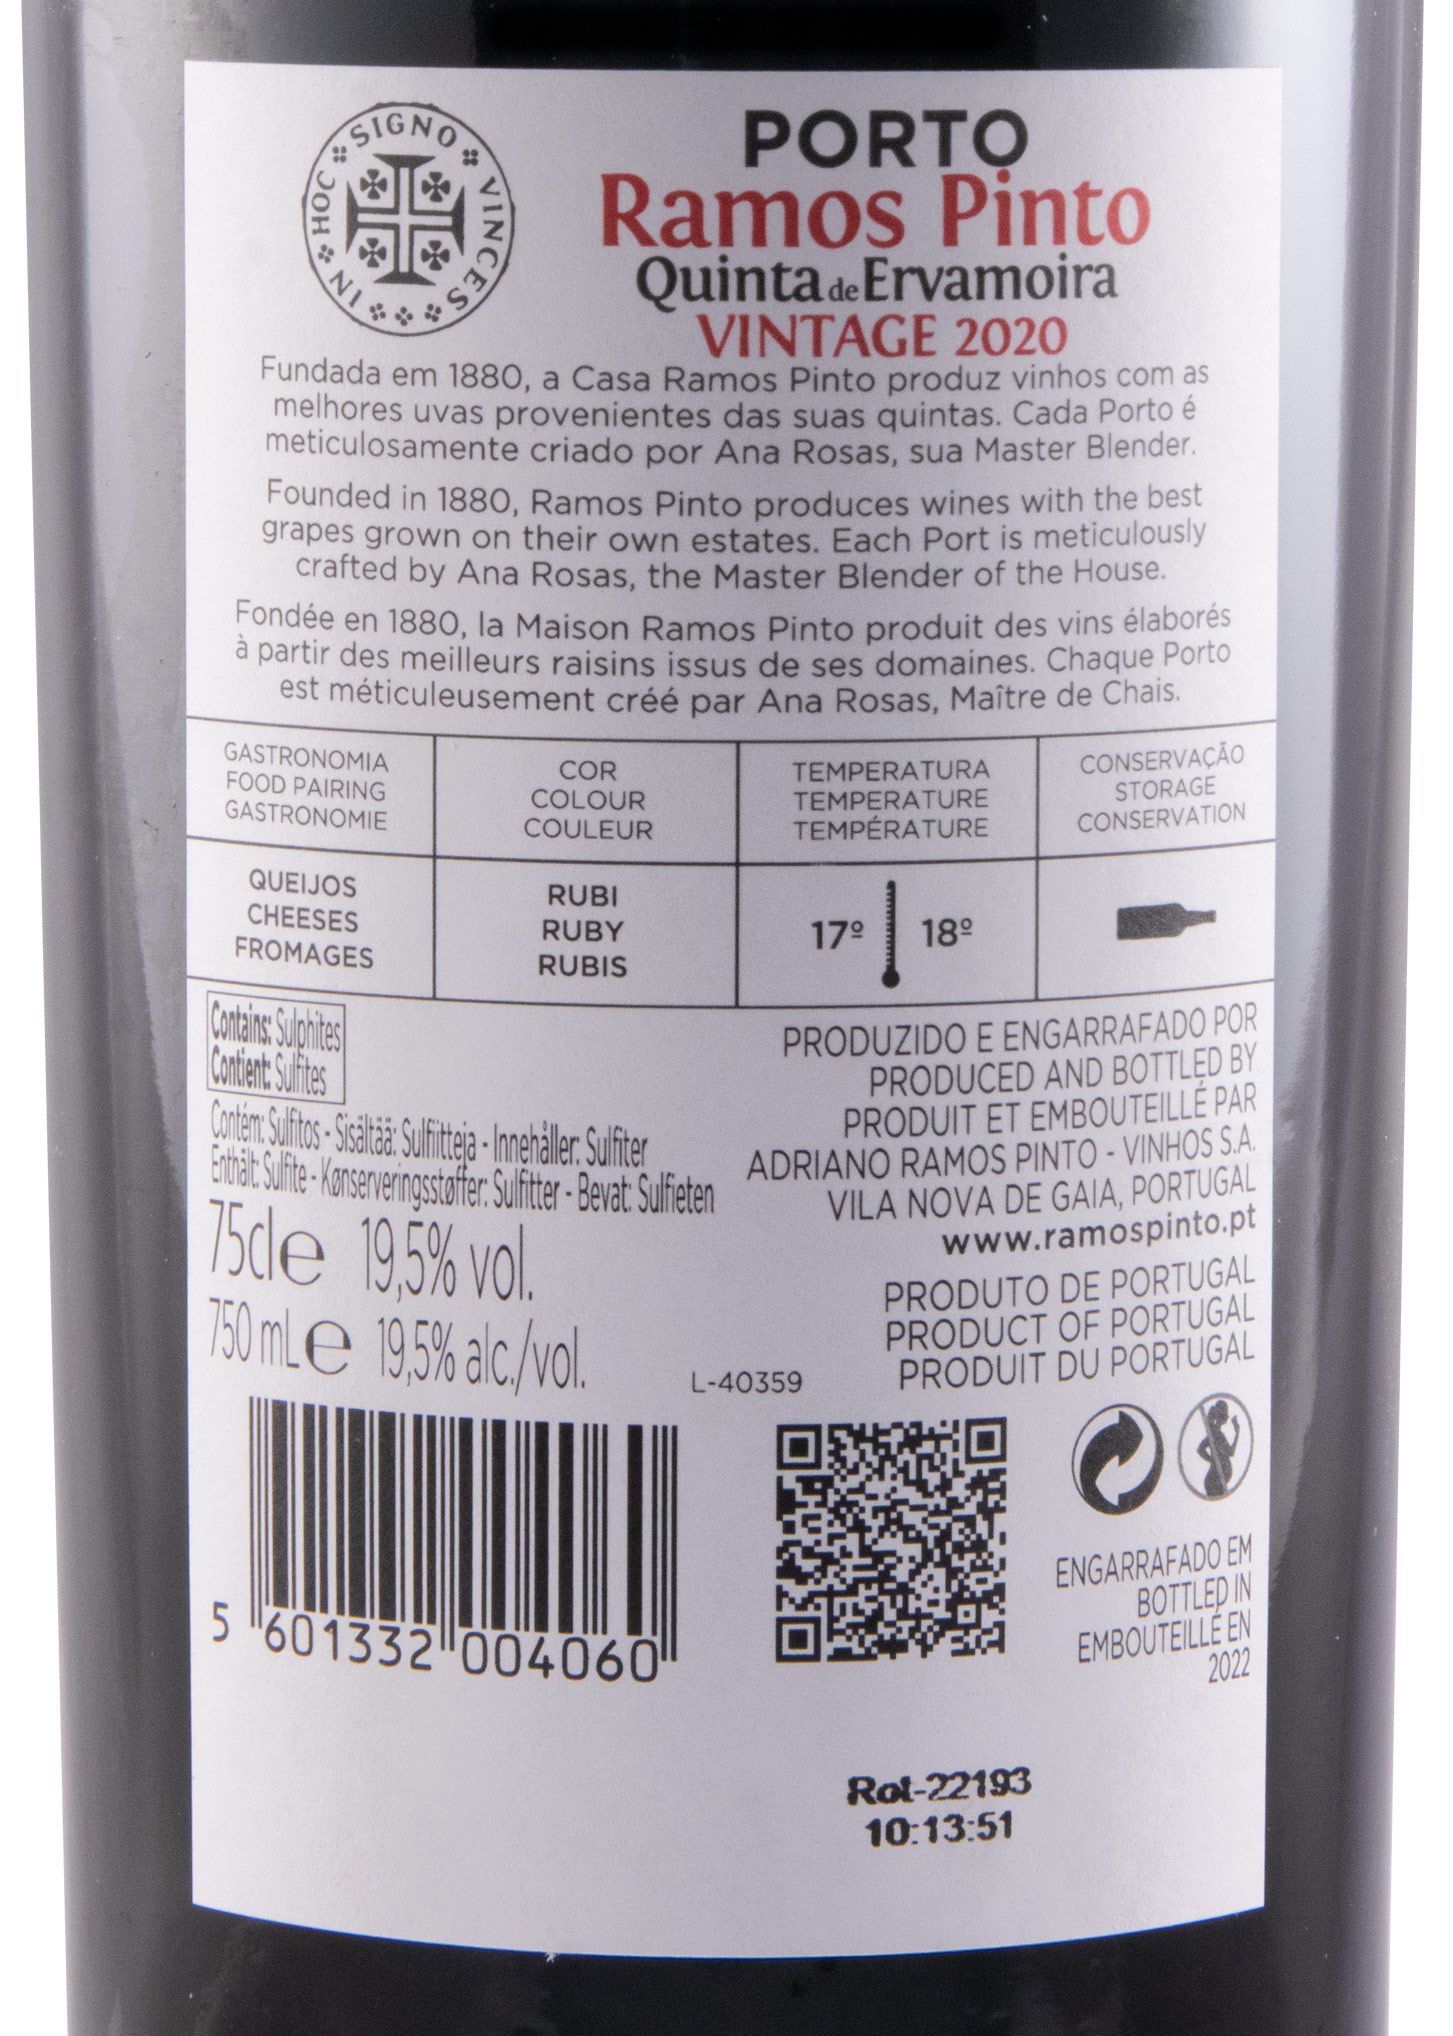 IN HOC SIGNO VINCES
PORTO
Ramos Pinto
Quinta de Ervamoira
VINTAGE 2020
Fundada em 1880, a Casa Ramos Pinto produz vinhos com as
melhores uvas provenientes das suas quintas. Cada Porto é
meticulosamente criado por Ana Rosas, sua Master Blender.
Founded in 1880, Ramos Pinto produces wines with the best
grapes grown on their own estates. Each Port is meticulously
crafted by Ana Rosas, the Master Blender of the House.
Fondée en 1880, la Maison Ramos Pinto produit des vins élaborés
à partir des meilleurs raisins issus de ses domaines. Chaque Porto
est méticuleusement créé par Ana Rosas, Maître de Chais.
GASTRONOMIA
FOOD PAIRING
GASTRONOMIE
COR
COLOUR
COULEUR
TEMPERATURA
TEMPERATURE
TEMPÉRATURE
CONSERVAÇÃO
STORAGE
CONSERVATION
QUEIJOS
CHEESES
FROMAGES
RUBI
RUBY
RUBIS
17º 18º
Contains: Sulphites
Contient: Sulfites
Contém: Sulfitos - Sisältää: Sulfiitteja - Innehåller: Sulfiter
Enthält: Sulfite - Kønserveringsstøffer: Sulfitter - Bevat: Sulfieten
75cl e 19,5% vol.
750 mL e 19,5% alc./vol.
L-40359
PRODUZIDO E ENGARRAFADO POR
PRODUCED AND BOTTLED BY
PRODUIT ET EMBOUTEILLÉ PAR
ADRIANO RAMOS PINTO - VINHOS S.A.
VILA NOVA DE GAIA, PORTUGAL
www.ramospinto.pt
PRODUTO DE PORTUGAL
PRODUCT OF PORTUGAL
PRODUIT DU PORTUGAL
5 601332 004060
ENGARRAFADO EM
BOTTLED IN
EMBOUTEILLÉ EN
2022
Rot-22193
10:13:51